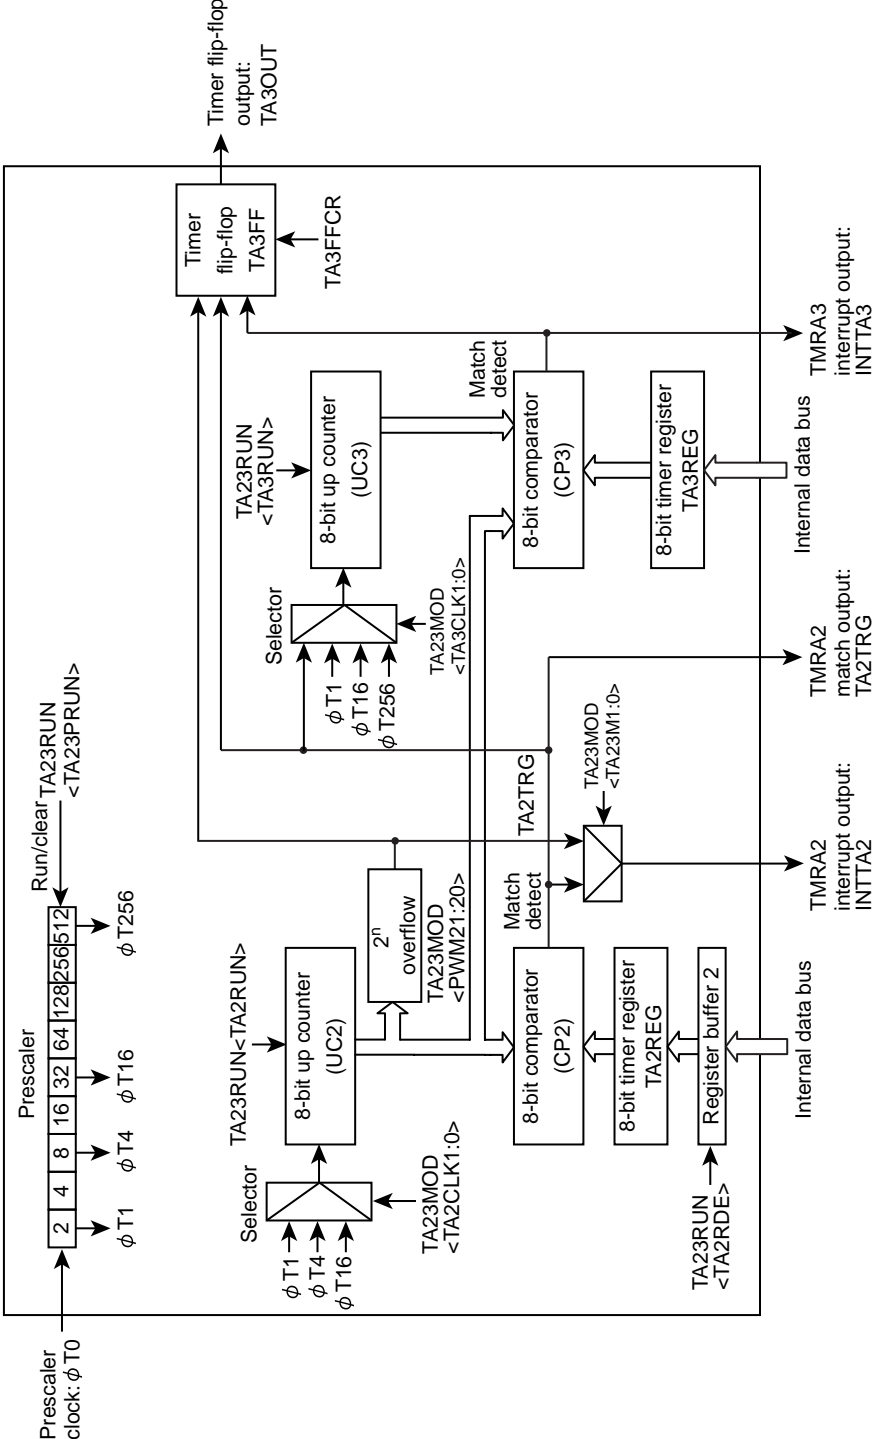 Prescaler
clock: ϕT0
Prescaler
2
4
8
16
32
64
128
256
512
Run/clear
TA23RUN
<TA23PRUN>
ϕT1
ϕT4
ϕT16
ϕT256
Selector
ϕT1
ϕT4
ϕT16
TA23MOD
<TA2CLK1:0>
TA23RUN<TA2RUN>
8-bit up counter
(UC2)
2n
overflow
TA23MOD
<PWM21:20>
Selector
ϕT1
ϕT16
ϕT256
TA23MOD
<TA3CLK1:0>
TA23RUN
<TA3RUN>
8-bit up counter
(UC3)
Timer
flip-flop
TA3FF
TA3FFCR
Timer flip-flop
output:
TA3OUT
8-bit comparator
(CP2)
Match
detect
TA2TRG
8-bit comparator
(CP3)
Match
detect
8-bit timer register
TA2REG
Register buffer 2
TA23RUN
<TA2RDE>
TA23MOD
<TA23M1:0>
8-bit timer register
TA3REG
Internal data bus
TMRA2
interrupt output:
INTTA2
TMRA2
match output:
TA2TRG
Internal data bus
TMRA3
interrupt output:
INTTA3